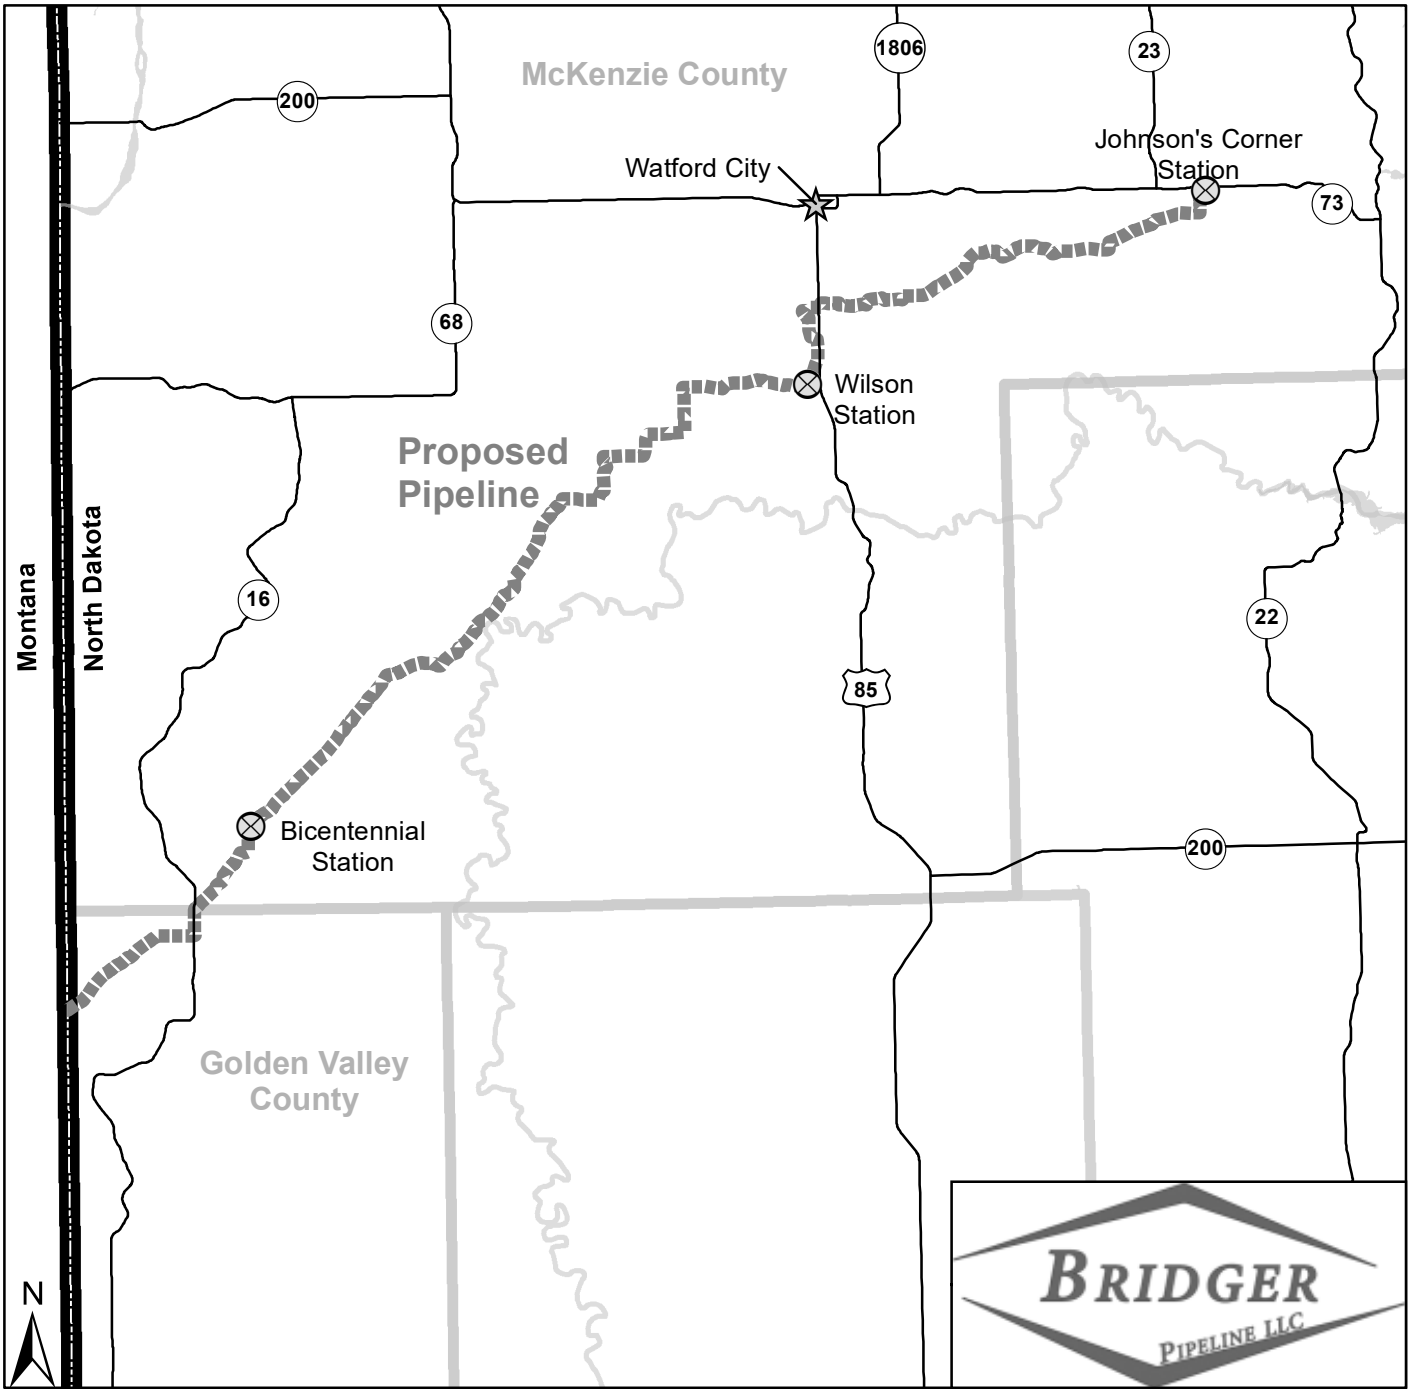 McKenzie County
1806
23
200
Johnson's Corner
Station
Watford City
73
68
Wilson
Station
Proposed
Pipeline
Montana
North Dakota
16
22
85
Bicentennial
Station
200
Golden Valley
County
N
BRIDGER
PIPELINE LLC